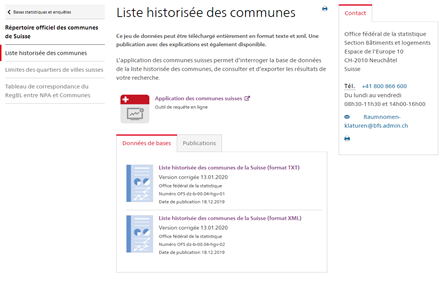 Bases statistiques et enquêtes
Répertoire officiel des communes
de Suisse
Liste historisée des communes
Limites des quartiers de villes suisses
Tableau de correspondance du
RegBL entre NPA et Communes
Liste historisée des communes
Ce jeu de données peut être téléchargé entièrement en format texte et xml. Une
publication avec des explications est également disponible.
L'application des communes suisses permet d'interroger la base de données
de la liste historisée des communes, de consulter et d'exporter les résultats de
votre recherche.
Application des communes suisses
Outil de requête en ligne
Données de bases
Publications
Liste historisée des communes de la Suisse (format TXT)
Version corrigée 13.01.2020
Office fédéral de la statistique
Numéro OFS dz-b-00.04-hgv-01
Date de publication 18.12.2019
Liste historisée des communes de la Suisse (format XML)
Version corrigée 13.01.2020
Office fédéral de la statistique
Numéro OFS dz-b-00.04-hgv-02
Date de publication 18.12.2019
Contact
Office fédéral de la statistique
Section Bâtiments et logements
Espace de l'Europe 10
CH-2010 Neuchâtel
Suisse
Tél. +41 800 866 600
Du lundi au vendredi
08h30-11h30 et 14h00-16h00
Raumnomen-
klaturen@bfs.admin.ch